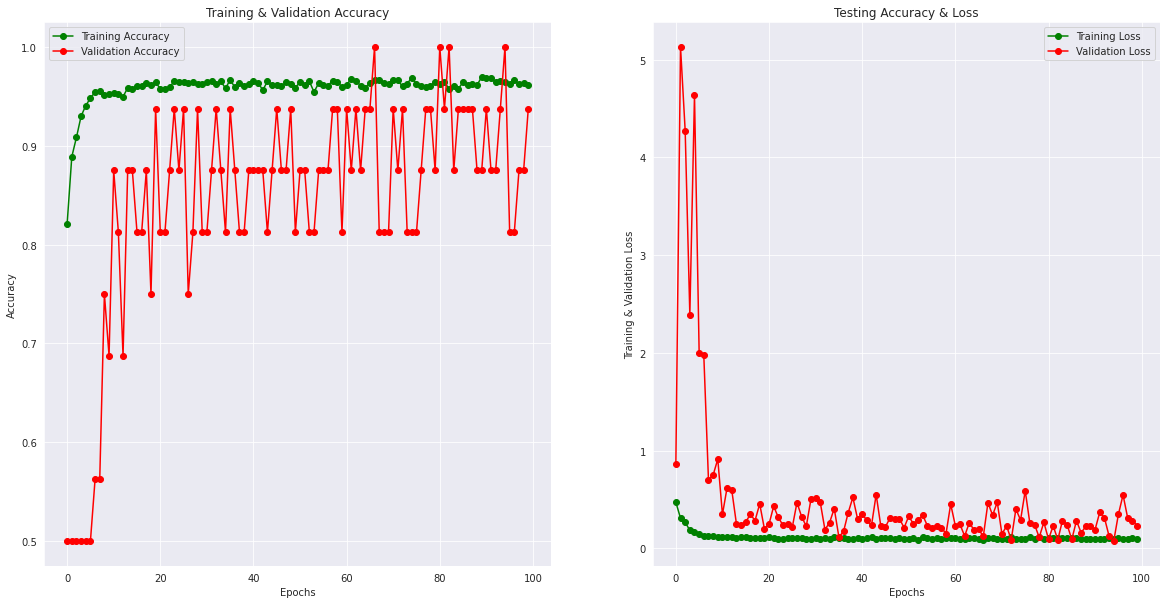 Training & Validation Accuracy
Training Accuracy
Validation Accuracy
1.0
0.9
0.8
0.7
0.6
0.5
Accuracy
0
20
40
60
80
100
Epochs
Testing Accuracy & Loss
Training Loss
Validation Loss
5
4
3
2
1
0
Training & Validation Loss
0
20
40
60
80
100
Epochs